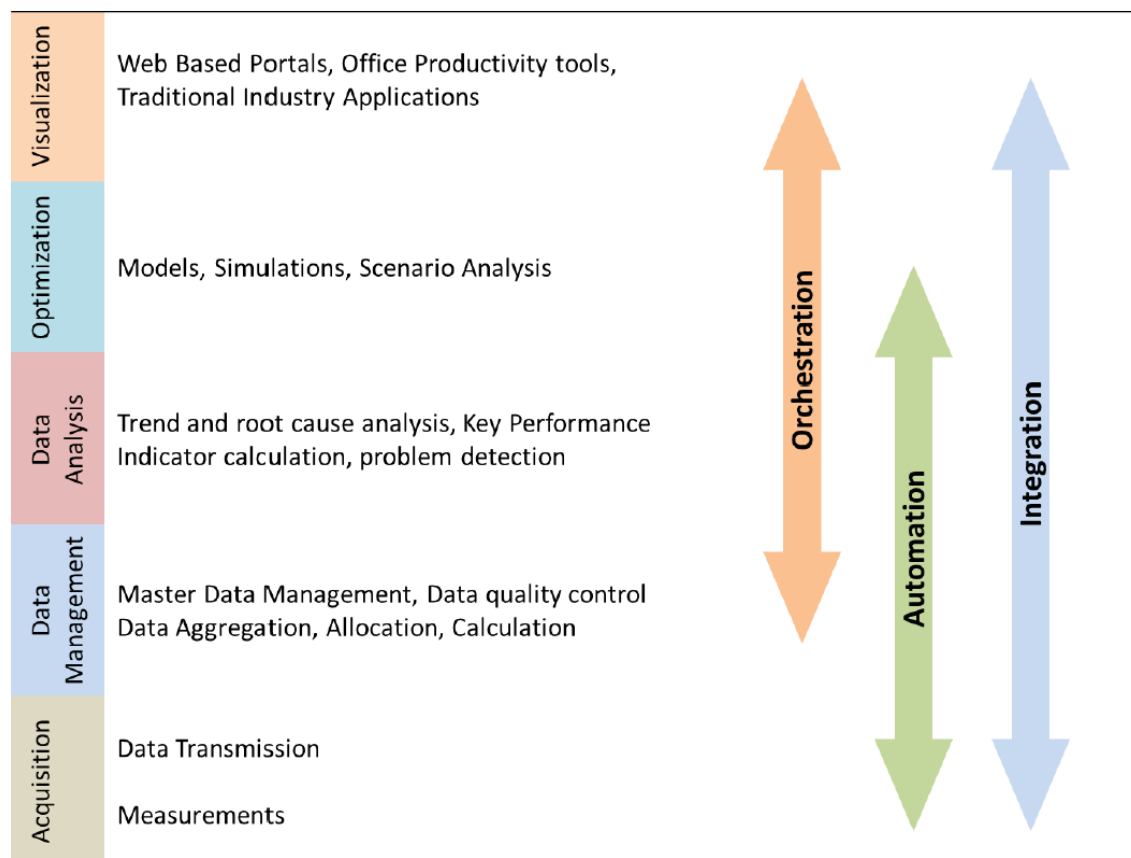 Visualization
Web Based Portals, Office Productivity tools,
Traditional Industry Applications
Optimization
Models, Simulations, Scenario Analysis
Data
Analysis
Trend and root cause analysis, Key Performance
Indicator calculation, problem detection
Data
Management
Master Data Management, Data quality control
Data Aggregation, Allocation, Calculation
Acquisition
Data Transmission
Measurements
Orchestration
Automation
Integration